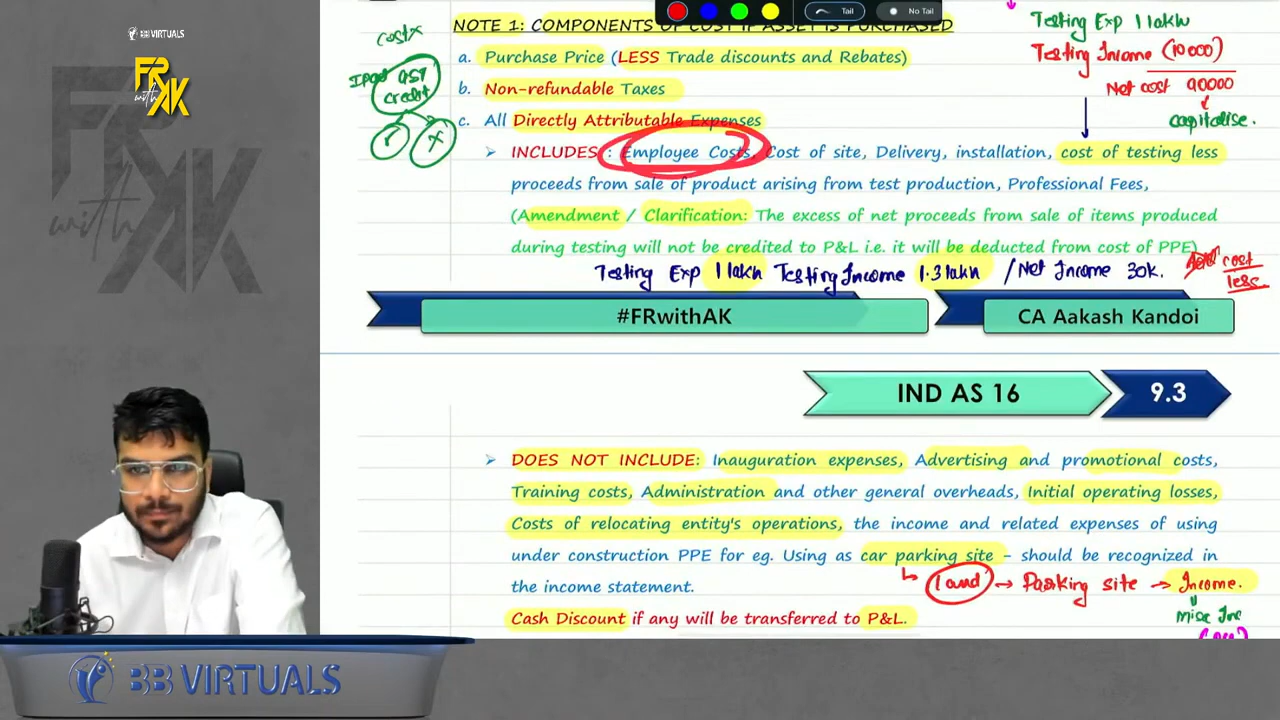 BB VIRTUALS
FR with AK
Tail
No Tail
NOTE 1: COMPONENTS OF COST IF ASSET IS PURCHASED
Testing Exp 1 lakh
Testing Income (10000)
Net cost 90000
capitalise.
cost x
GST
credit
a. Purchase Price (LESS Trade discounts and Rebates)
b. Non-refundable Taxes
c. All Directly Attributable Expenses
➤ INCLUDES : Employee Costs, Cost of site, Delivery, installation, cost of testing less
proceeds from sale of product arising from test production, Professional Fees,
(Amendment / Clarification: The excess of net proceeds from sale of items produced
during testing will not be credited to P&L i.e. it will be deducted from cost of PPE)
Testing Exp 1 lakh Testing Income 1.3 lakh / Net Income 30k.
cost
less
#FRwithAK
CA Aakash Kandoi
IND AS 16
9.3
➤ DOES NOT INCLUDE: Inauguration expenses, Advertising and promotional costs,
Training costs, Administration and other general overheads, Initial operating losses,
Costs of relocating entity's operations, the income and related expenses of using
under construction PPE for eg. Using as car parking site - should be recognized in
the income statement.
Land → Parking site → Income.
Misc Inc
Cash Discount if any will be transferred to P&L.
BB VIRTUALS